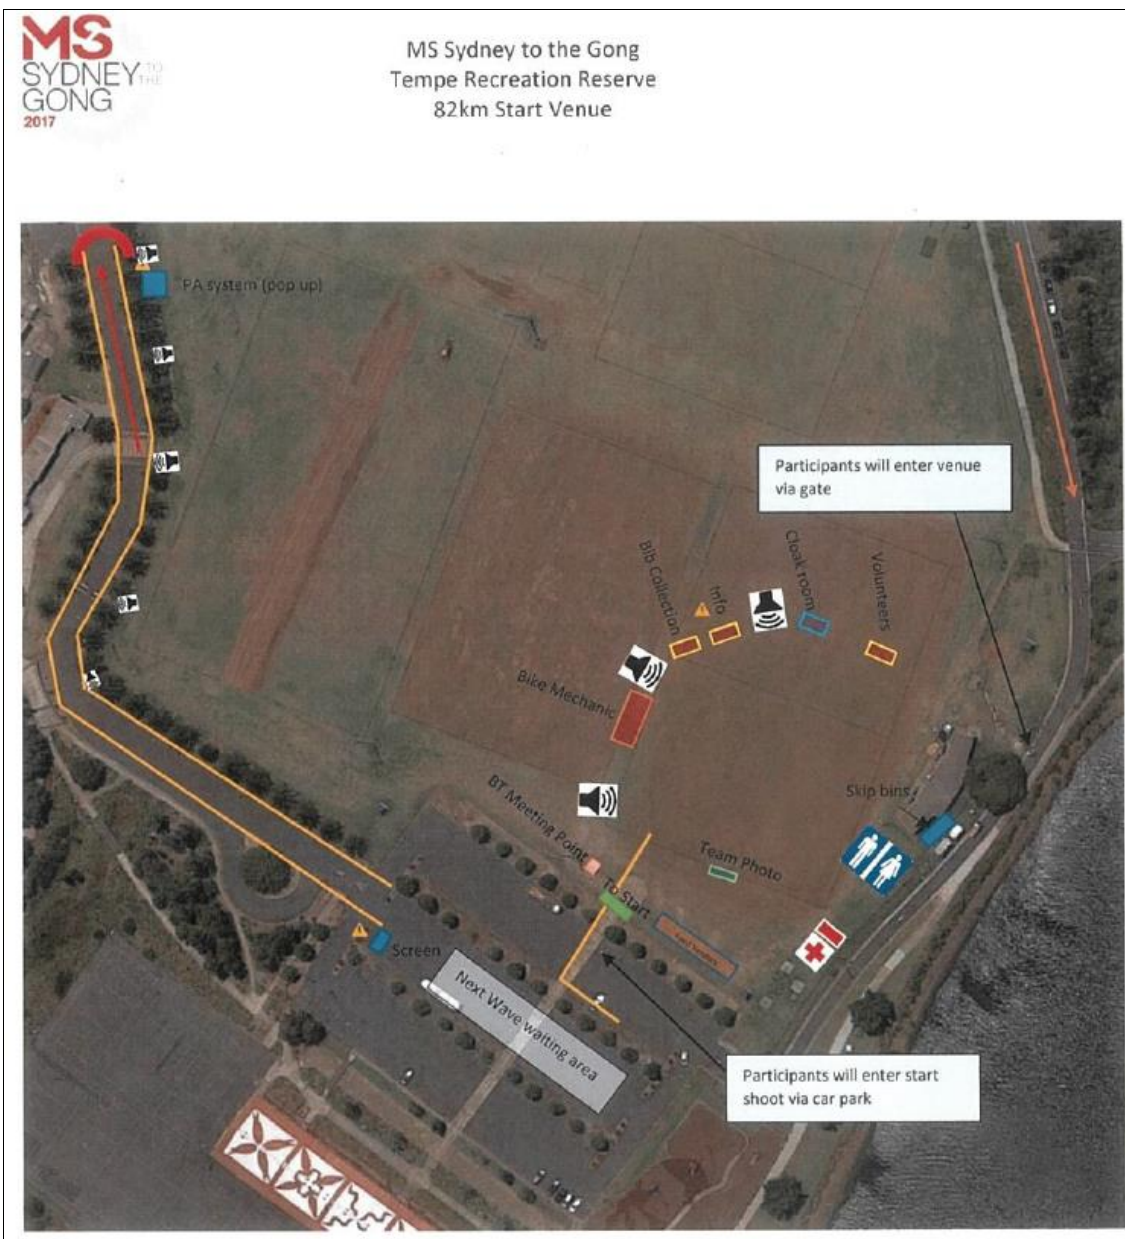 MS
SYDNEY TO THE
GONG
2017
MS Sydney to the Gong
Tempe Recreation Reserve
82km Start Venue
PA system (pop up)
Participants will enter venue
via gate
Bib Collection
Info
Cloak room
Volunteers
Bike Mechanic
Skip bins
BT Meeting Point
Team Photo
To Start
Screen
Next Wave waiting area
Participants will enter start
shoot via car park